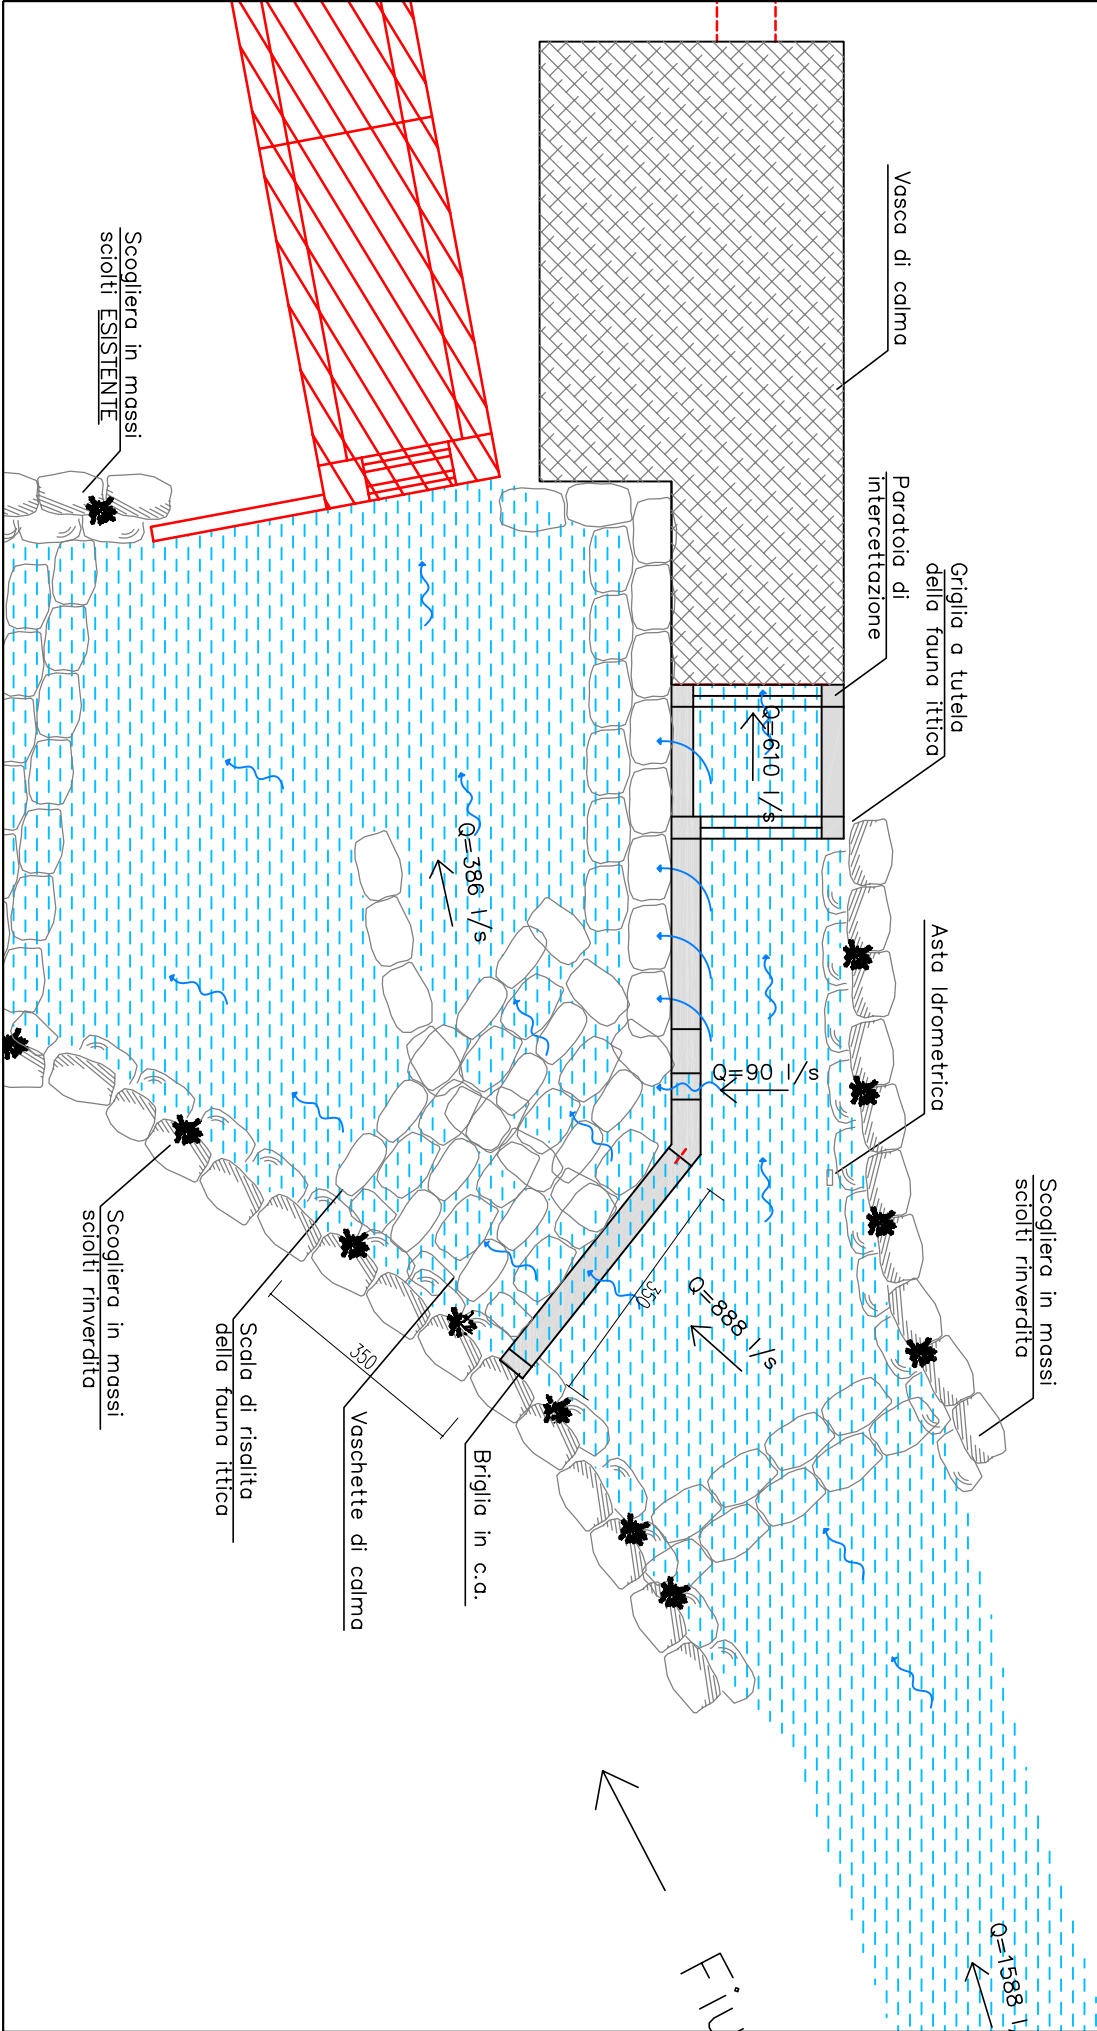 Vasca di calma
Paratoia di
intercettazione
Griglia a tutela
della fauna ittica
Asta Idrometrica
Scogliera in massi
sciolti rinverdita
Q=610 l/s
Q=90 l/s
Q=888 l/s
Q=386 l/s
Q=1588 l
350
350
Scogliera in massi
sciolti ESISTENTE
Scogliera in massi
sciolti rinverdita
Scala di risalita
della fauna ittica
Vaschette di calma
Briglia in c.a.
Fiu